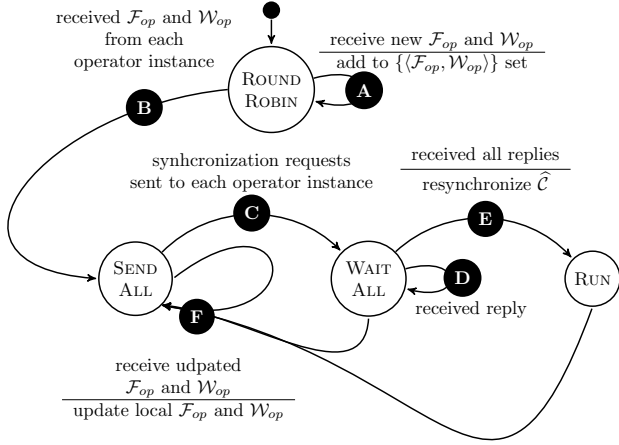 received F_op and W_op
from each
operator instance
receive new F_op and W_op
add to {⟨F_op, W_op⟩} set
ROUND
ROBIN
A
B
synhcronization requests
sent to each operator instance
received all replies
resynchronize Ĉ
C
E
SEND
ALL
WAIT
ALL
D
RUN
received reply
F
receive udpated
F_op and W_op
update local F_op and W_op